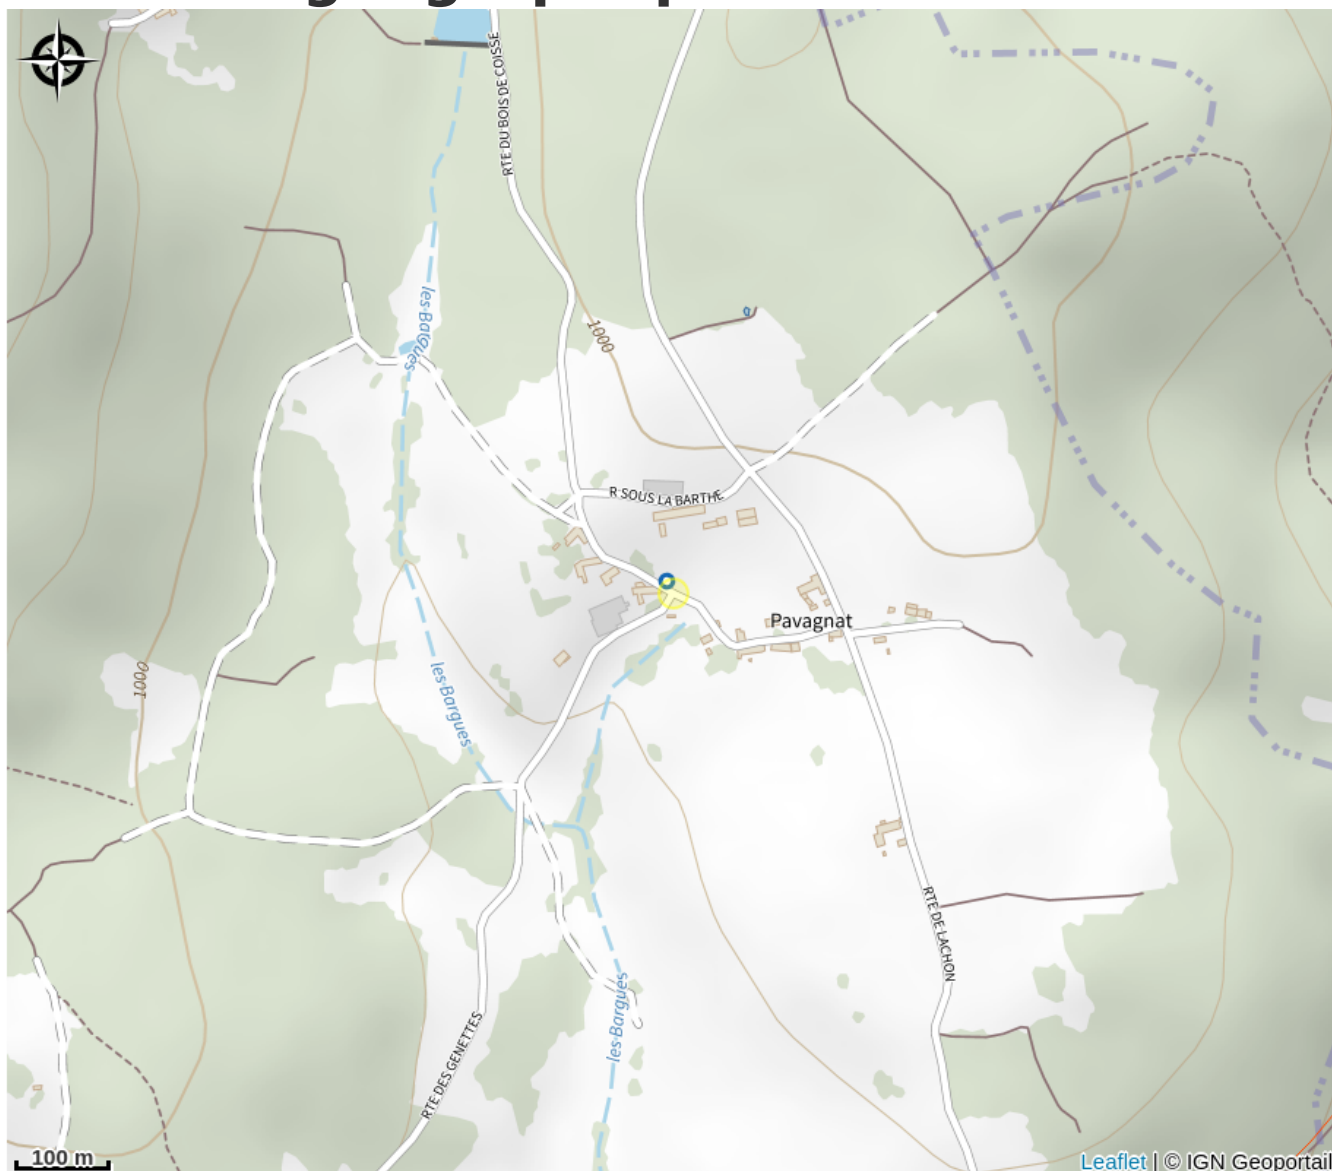 RTE DU BOIS DE COISSE
les Bargues
1000
R SOUS LA BARTHE
Pavagnat
1000
les Bargues
RTE DE LACHON
les Bargues
RTE DES GENETTES
100 m
Leaflet | © IGN Geoportail